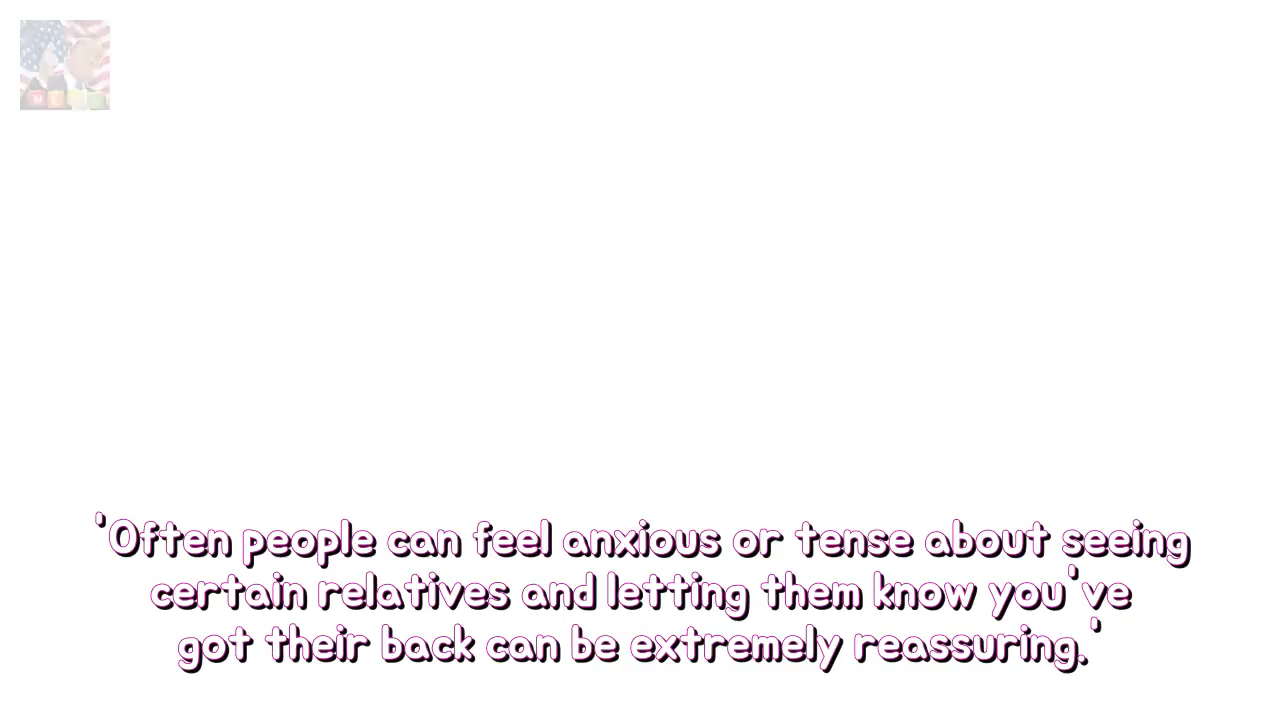 'Often people can feel anxious or tense about seeing
certain relatives and letting them know you've
got their back can be extremely reassuring.'